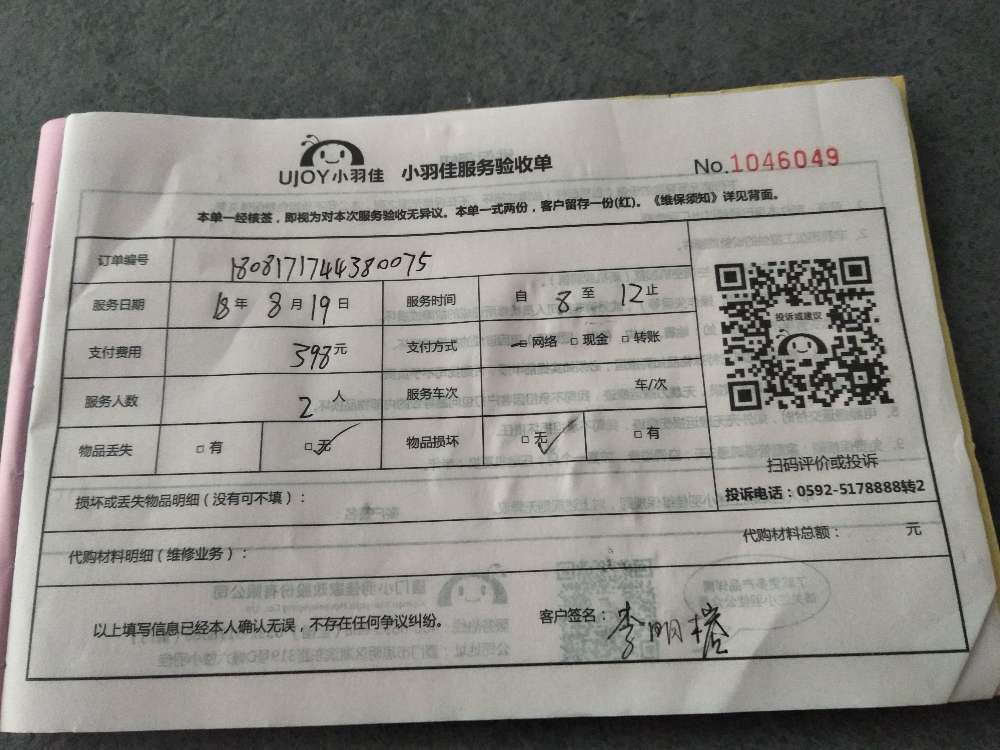 UJOY小羽佳 小羽佳服务验收单 No.1046049
本单一经核签，即视为对本次服务验收无异议。本单一式两份，客户留存一份(红)。《维保须知》详见背面。
订单编号 1808171744380075
服务日期 18年8月19日 服务时间 自8至12止
支付费用 398元 支付方式 网络 □现金 □转账
服务人数 2人 服务车次 车/次
物品丢失 □有 □无 物品损坏 □无 □有
投诉或建议
扫码评价或投诉
投诉电话：0592-5178888转2
损坏或丢失物品明细（没有可不填）：
代购材料明细（维修业务）： 代购材料总额： 元
以上填写信息已经本人确认无误，不存在任何争议纠纷。 客户签名：李明